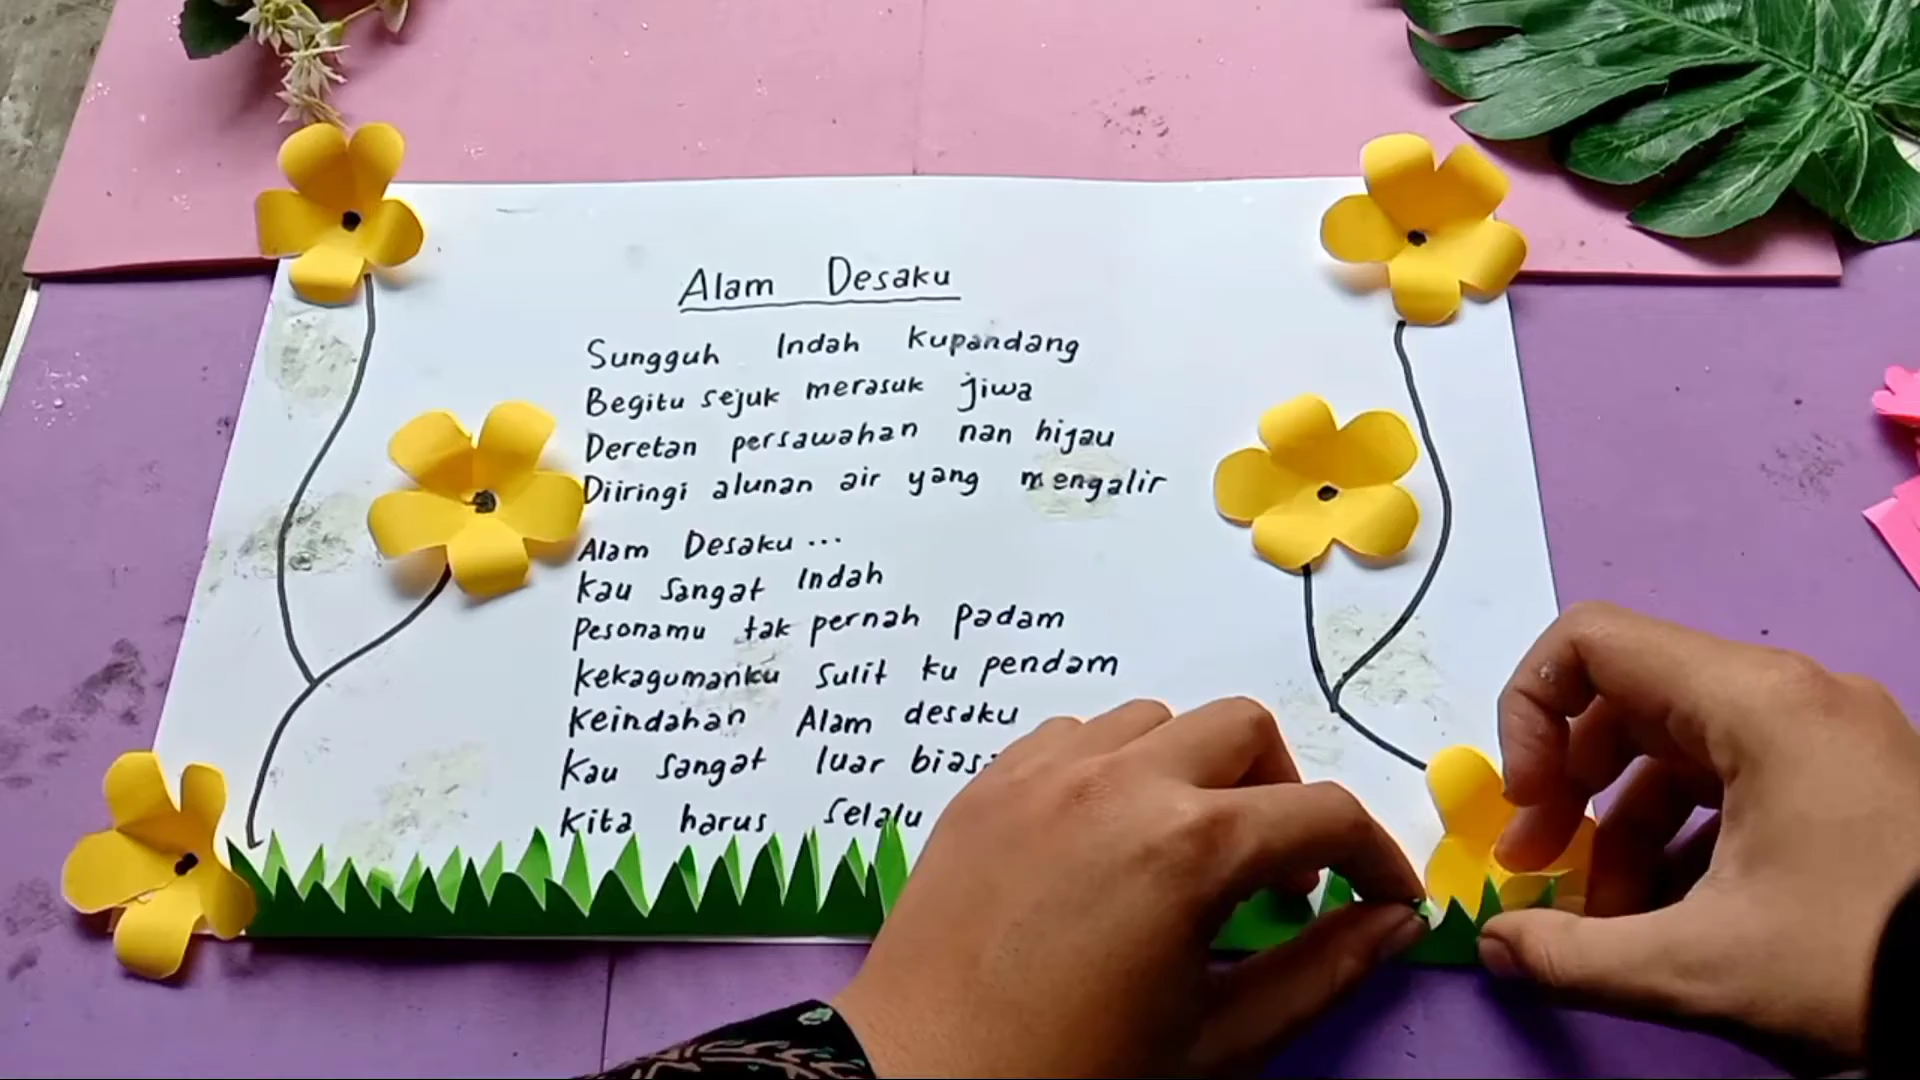 Alam Desaku
Sungguh Indah Kupandang
Begitu sejuk merasuk jiwa
Deretan persawahan nan hijau
Diiringi alunan air yang mengalir
Alam Desaku...
Kau Sangat Indah
Pesonamu tak pernah Padam
Kekagumanku Sulit ku pendam
Keindahan Alam desaku
Kau Sangat luar
Kita harus Selalu